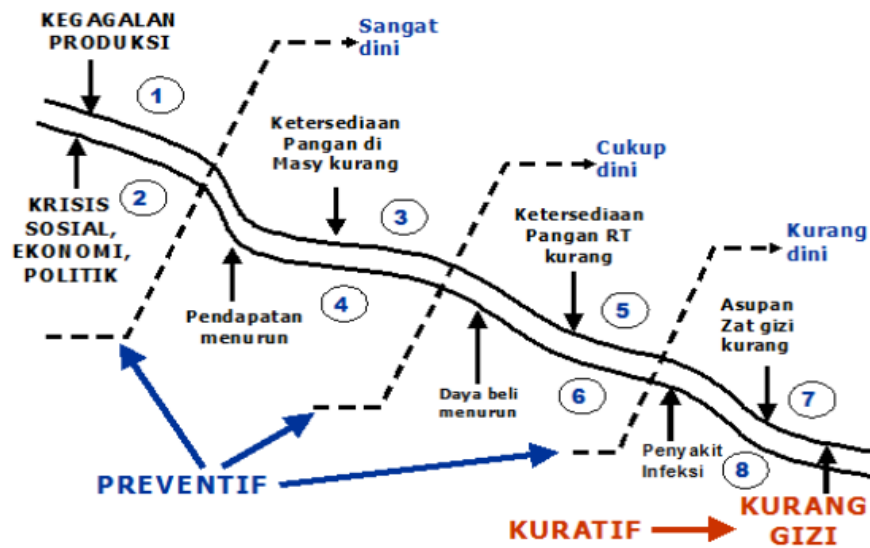 KEGAGALAN
PRODUKSI
Sangat
dini
1
Ketersediaan
Pangan di
Masy kurang
Cukup
dini
2
KRISIS
SOSIAL,
EKONOMI,
POLITIK
3
Ketersediaan
Pangan RT
kurang
Kurang
dini
Pendapatan
menurun
4
5
Asupan
Zat gizi
kurang
Daya beli
menurun
6
7
Penyakit
Infeksi
8
PREVENTIF
KURATIF
KURANG
GIZI